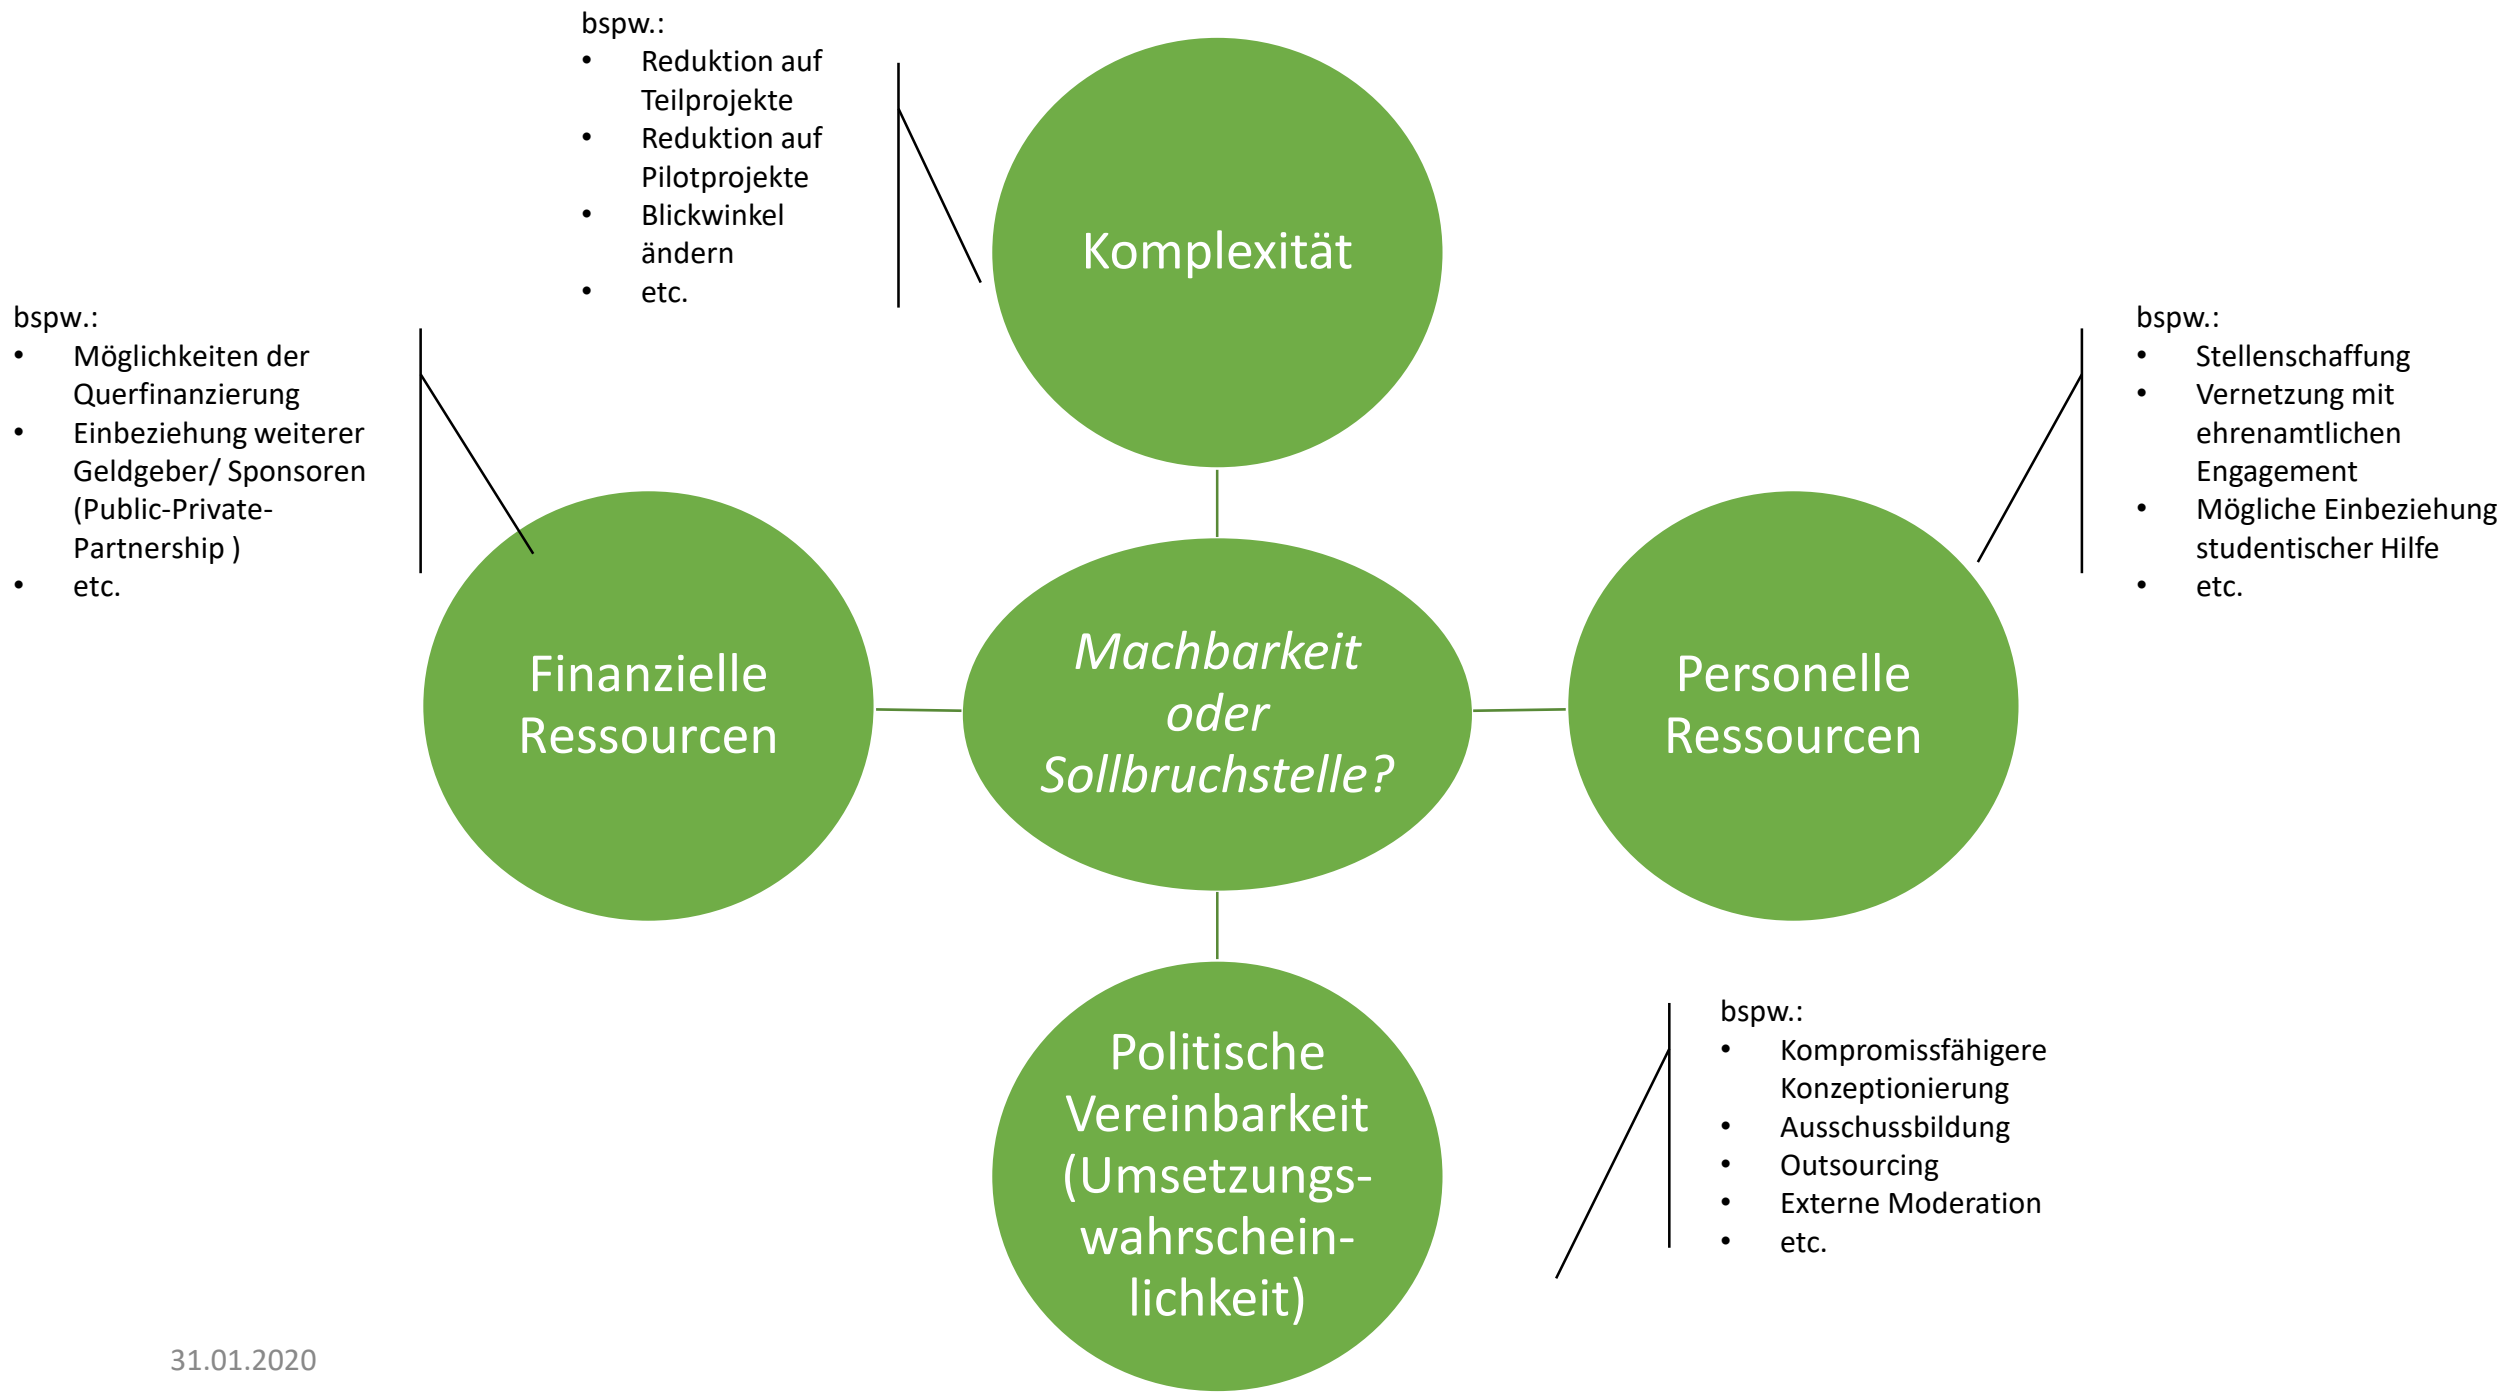 bspw.:
• Reduktion auf
Teilprojekte
• Reduktion auf
Pilotprojekte
• Blickwinkel
ändern
• etc.
Komplexität
bspw.:
• Möglichkeiten der
Querfinanzierung
• Einbeziehung weiterer
Geldgeber/ Sponsoren
(Public-Private-
Partnership )
• etc.
bspw.:
• Stellenschaffung
• Vernetzung mit
ehrenamtlichen
Engagement
• Mögliche Einbeziehung
studentischer Hilfe
• etc.
Finanzielle
Ressourcen
Machbarkeit
oder
Sollbruchstelle?
Personelle
Ressourcen
Politische
Vereinbarkeit
(Umsetzungs-
wahrschein-
lichkeit)
bspw.:
• Kompromissfähigere
Konzeptionierung
• Ausschussbildung
• Outsourcing
• Externe Moderation
• etc.
31.01.2020